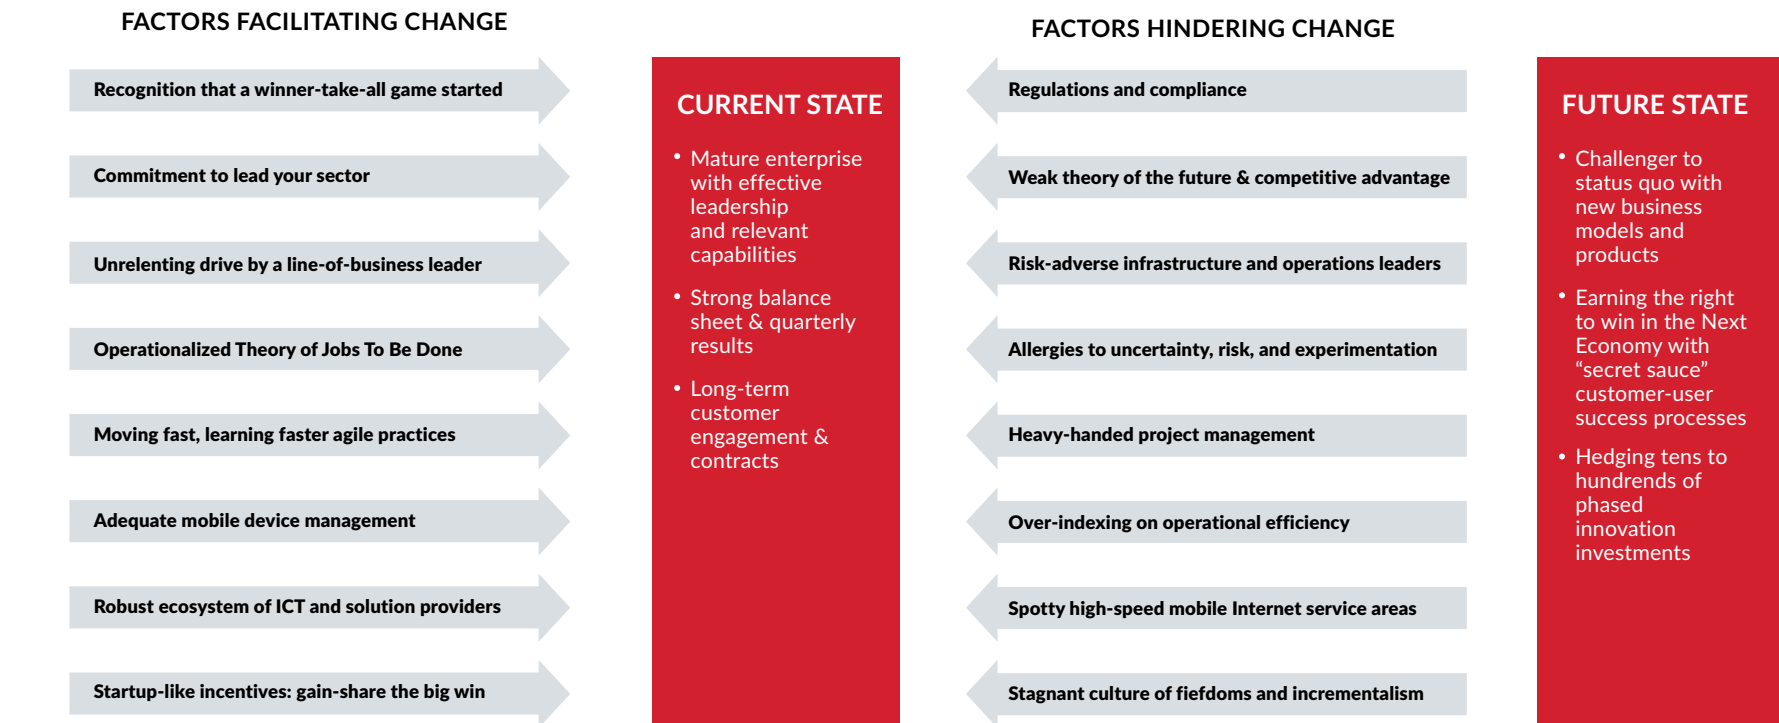 FACTORS FACILITATING CHANGE
Recognition that a winner-take-all game started
Commitment to lead your sector
Unrelenting drive by a line-of-business leader
Operationalized Theory of Jobs To Be Done
Moving fast, learning faster agile practices
Adequate mobile device management
Robust ecosystem of ICT and solution providers
Startup-like incentives: gain-share the big win
CURRENT STATE
• Mature enterprise
with effective
leadership
and relevant
capabilities
• Strong balance
sheet & quarterly
results
• Long-term
customer
engagement &
contracts
FACTORS HINDERING CHANGE
Regulations and compliance
Weak theory of the future & competitive advantage
Risk-adverse infrastructure and operations leaders
Allergies to uncertainty, risk, and experimentation
Heavy-handed project management
Over-indexing on operational efficiency
Spotty high-speed mobile Internet service areas
Stagnant culture of fiefdoms and incrementalism
FUTURE STATE
• Challenger to
status quo with
new business
models and
products
• Earning the right
to win in the Next
Economy with
“secret sauce”
customer-user
success processes
• Hedging tens to
hundrends of
phased
innovation
investments